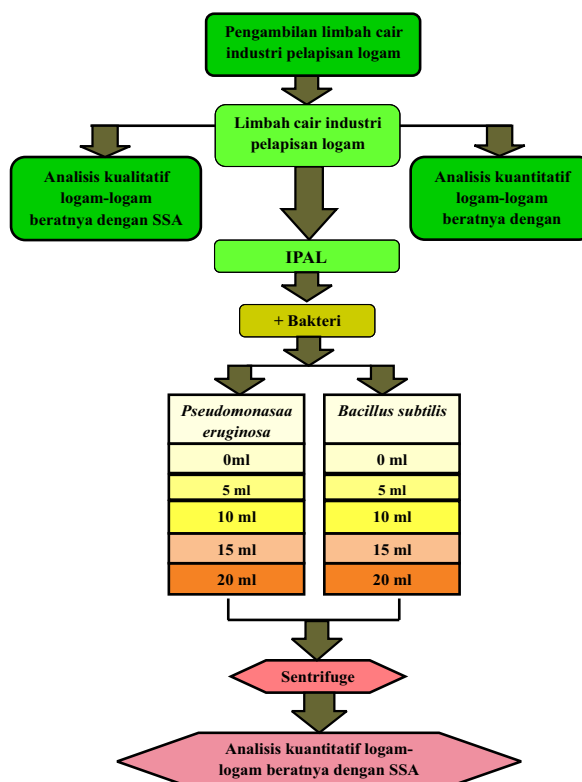 Pengambilan limbah cair
industri pelapisan logam
Limbah cair industri
pelapisan logam
Analisis kualitatif
logam-logam
beratnya dengan SSA
Analisis kuantitatif
logam-logam
beratnya dengan
IPAL
+ Bakteri
Pseudomonasaa
eruginosa
0ml
5 ml
10 ml
15 ml
20 ml
Bacillus subtilis
0 ml
5 ml
10 ml
15 ml
20 ml
Sentrifuge
Analisis kuantitatif logam-
logam beratnya dengan SSA